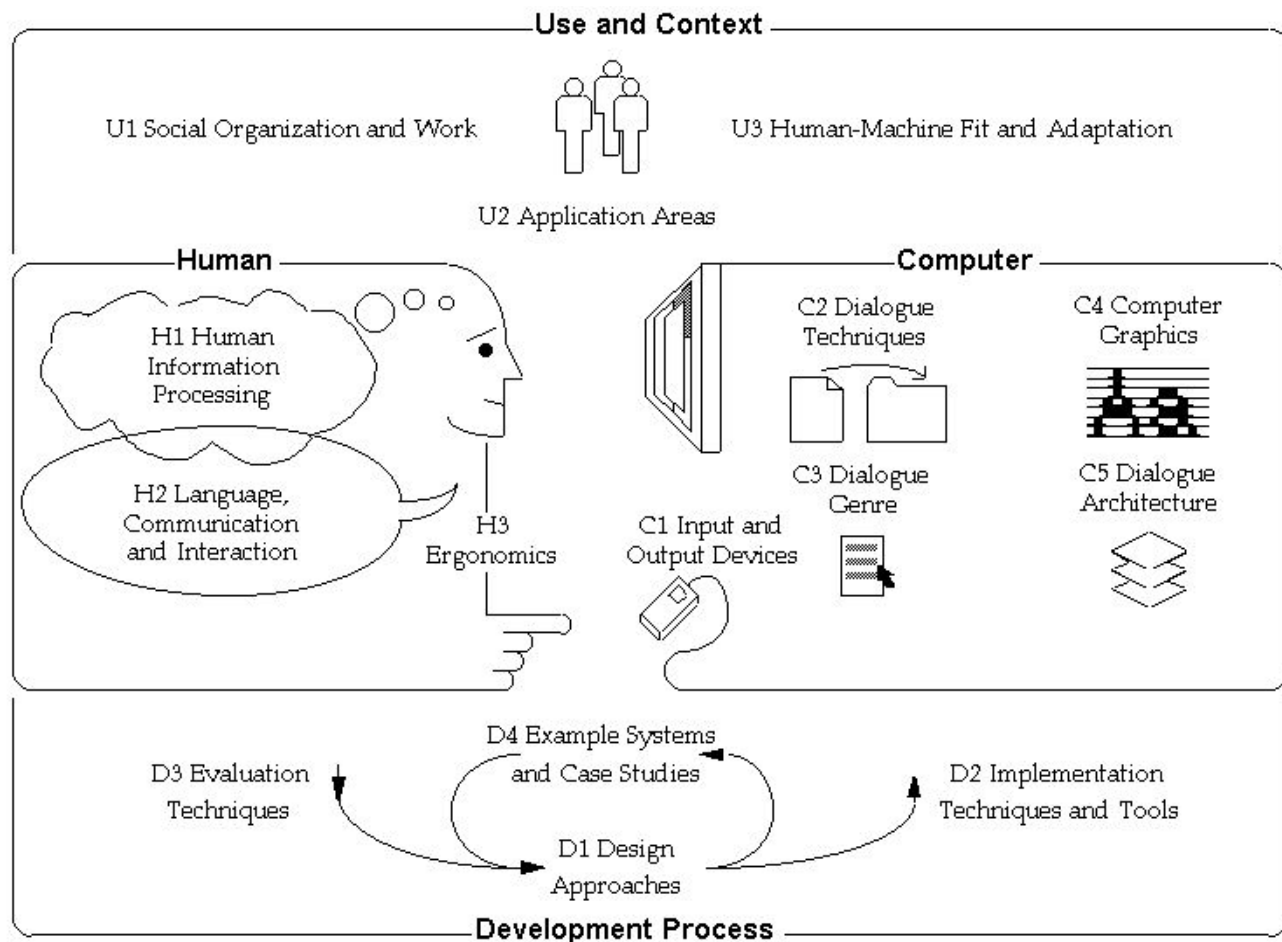 Use and Context
U1 Social Organization and Work
U3 Human-Machine Fit and Adaptation
U2 Application Areas
Human
H1 Human
Information
Processing
H2 Language,
Communication
and Interaction
H3
Ergonomics
Computer
C1 Input and
Output Devices
C2 Dialogue
Techniques
C3 Dialogue
Genre
C4 Computer
Graphics
C5 Dialogue
Architecture
D3 Evaluation
Techniques
D4 Example Systems
and Case Studies
D1 Design
Approaches
D2 Implementation
Techniques and Tools
Development Process